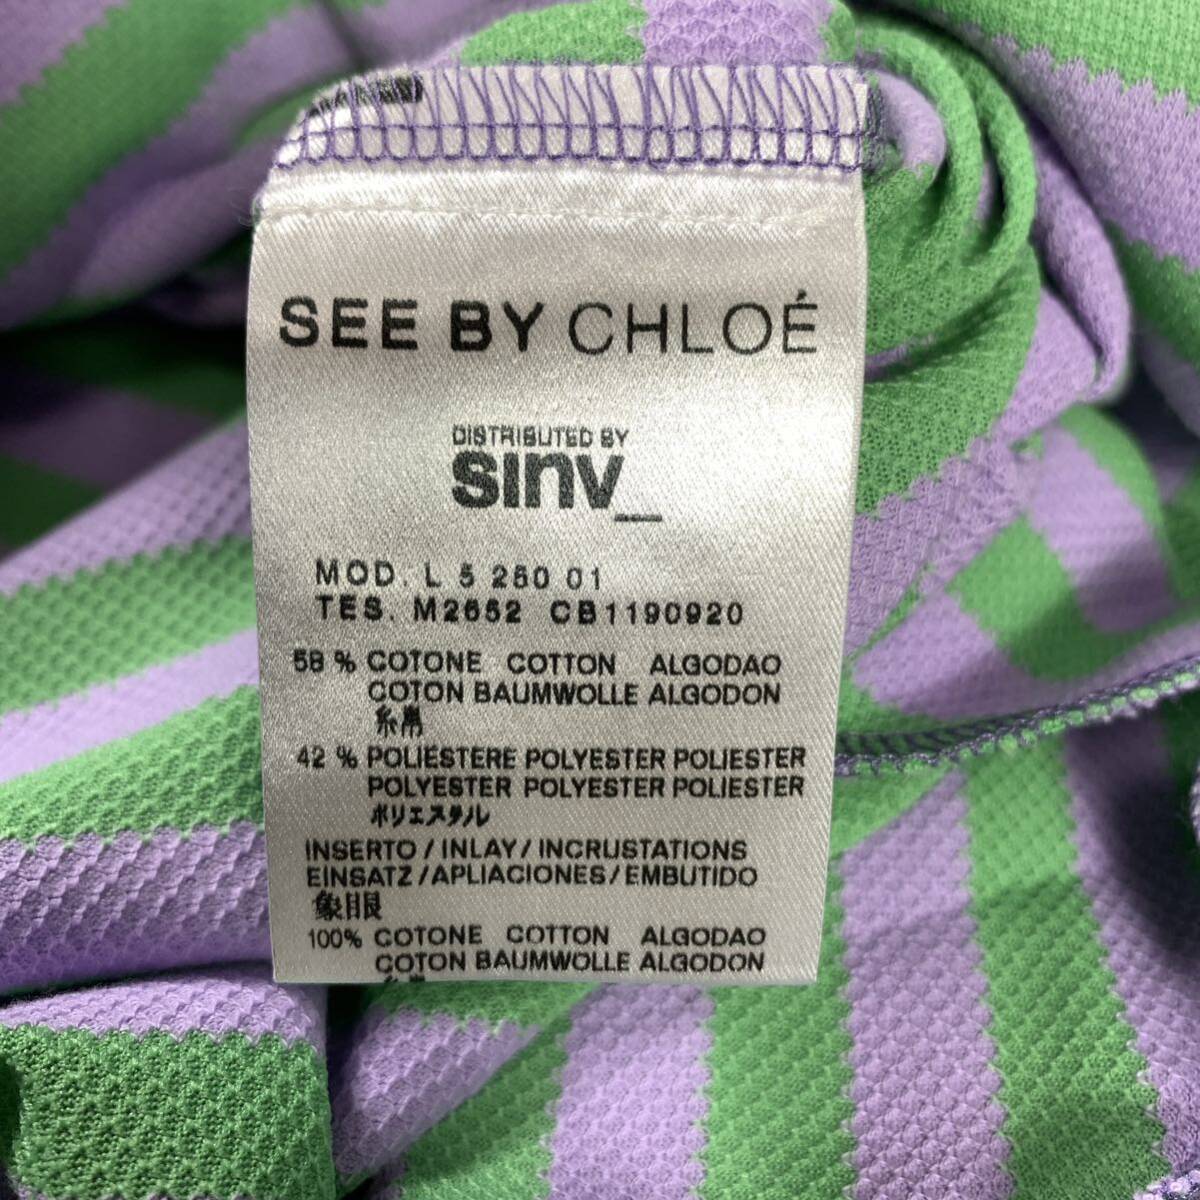 SEE BY CHLOÉ
DISTRIBUTED BY
sinv_
MOD. L 5 260 01
TES. M2652 CB1190920
58 % COTONE COTTON ALGODAO
COTON BAUMWOLLE ALGODON
42 % POLIESTERE POLYESTER POLIESTER
POLYESTER POLYESTER POLIESTER
ポリエステル
INSERTO / INLAY / INCRUSTATIONS
EINSATZ / APLIACIONES / EMBUTIDO
象眼
100% COTONE COTTON ALGODAO
COTON BAUMWOLLE ALGODON